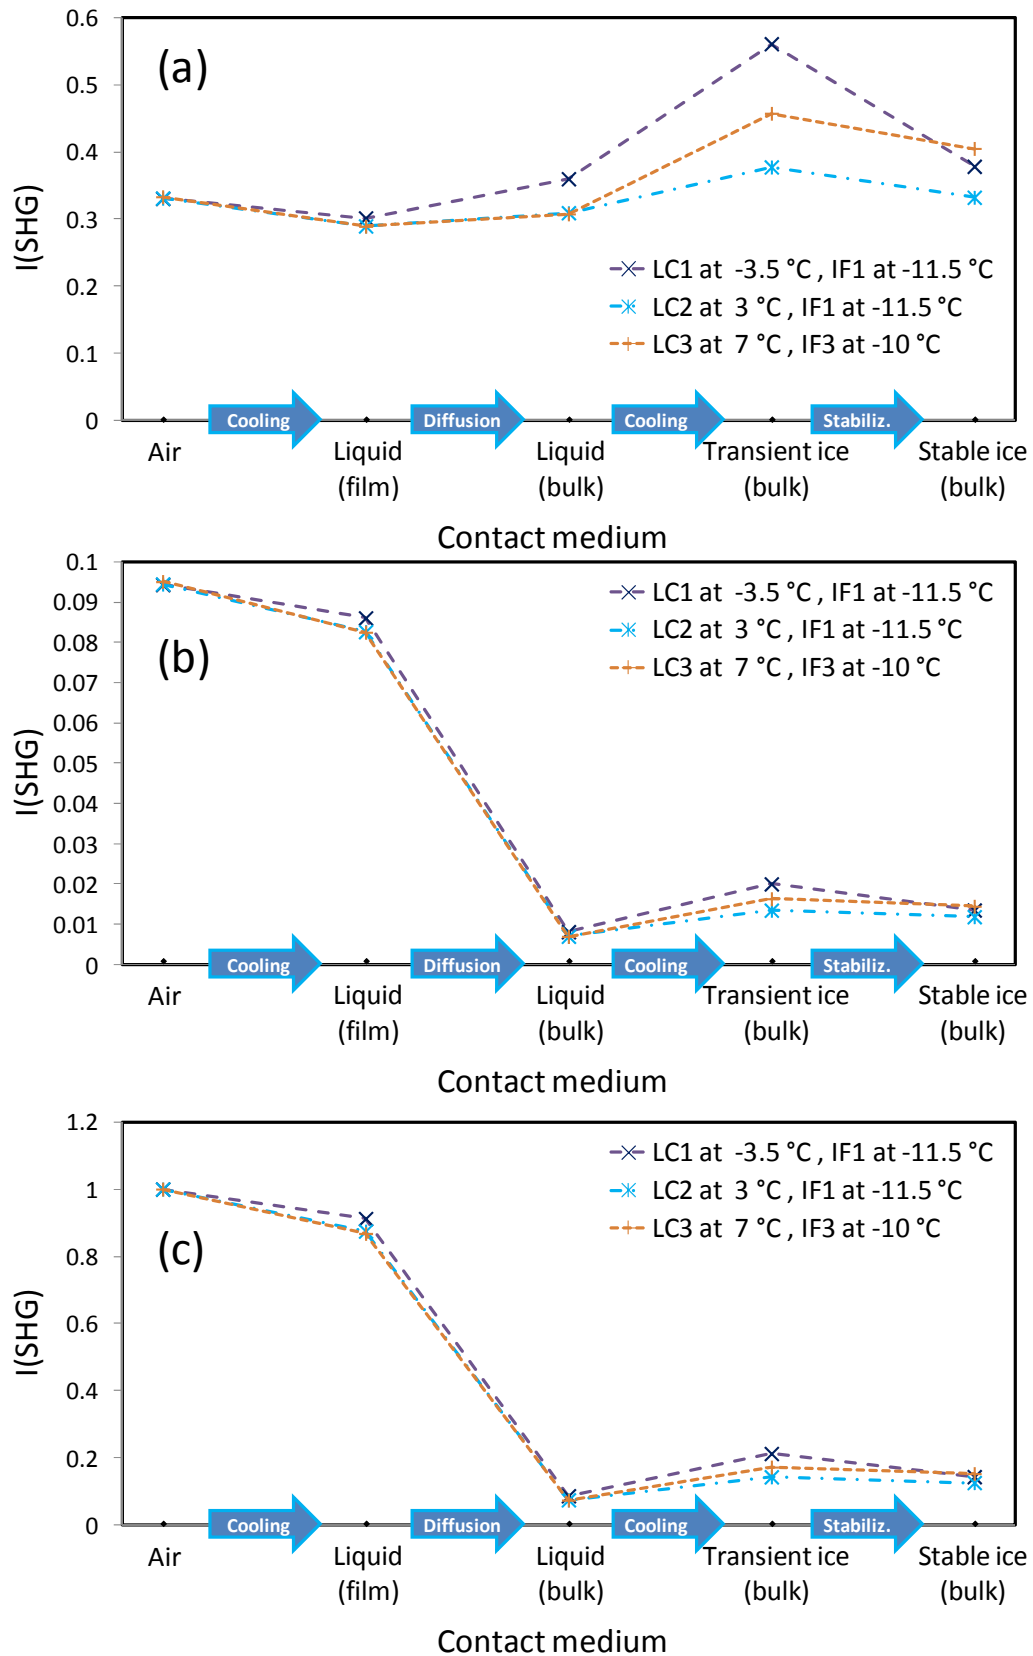 0.6
(a)
0.5
0.4
0.3
0.2
0.1
0
I(SHG)
LC1 at -3.5 °C , IF1 at -11.5 °C
LC2 at 3 °C , IF1 at -11.5 °C
LC3 at 7 °C , IF3 at -10 °C
Cooling Diffusion Cooling Stabiliz.
Air Liquid Liquid Transient ice Stable ice
(film) (bulk) (bulk) (bulk)
Contact medium
0.1
0.09
0.08
0.07
0.06
0.05
0.04
0.03
0.02
0.01
0
I(SHG)
(b)
LC1 at -3.5 °C , IF1 at -11.5 °C
LC2 at 3 °C , IF1 at -11.5 °C
LC3 at 7 °C , IF3 at -10 °C
Cooling Diffusion Cooling Stabiliz.
Air Liquid Liquid Transient ice Stable ice
(film) (bulk) (bulk) (bulk)
Contact medium
1.2
1
0.8
0.6
0.4
0.2
0
I(SHG)
(c)
LC1 at -3.5 °C , IF1 at -11.5 °C
LC2 at 3 °C , IF1 at -11.5 °C
LC3 at 7 °C , IF3 at -10 °C
Cooling Diffusion Cooling Stabiliz.
Air Liquid Liquid Transient ice Stable ice
(film) (bulk) (bulk) (bulk)
Contact medium